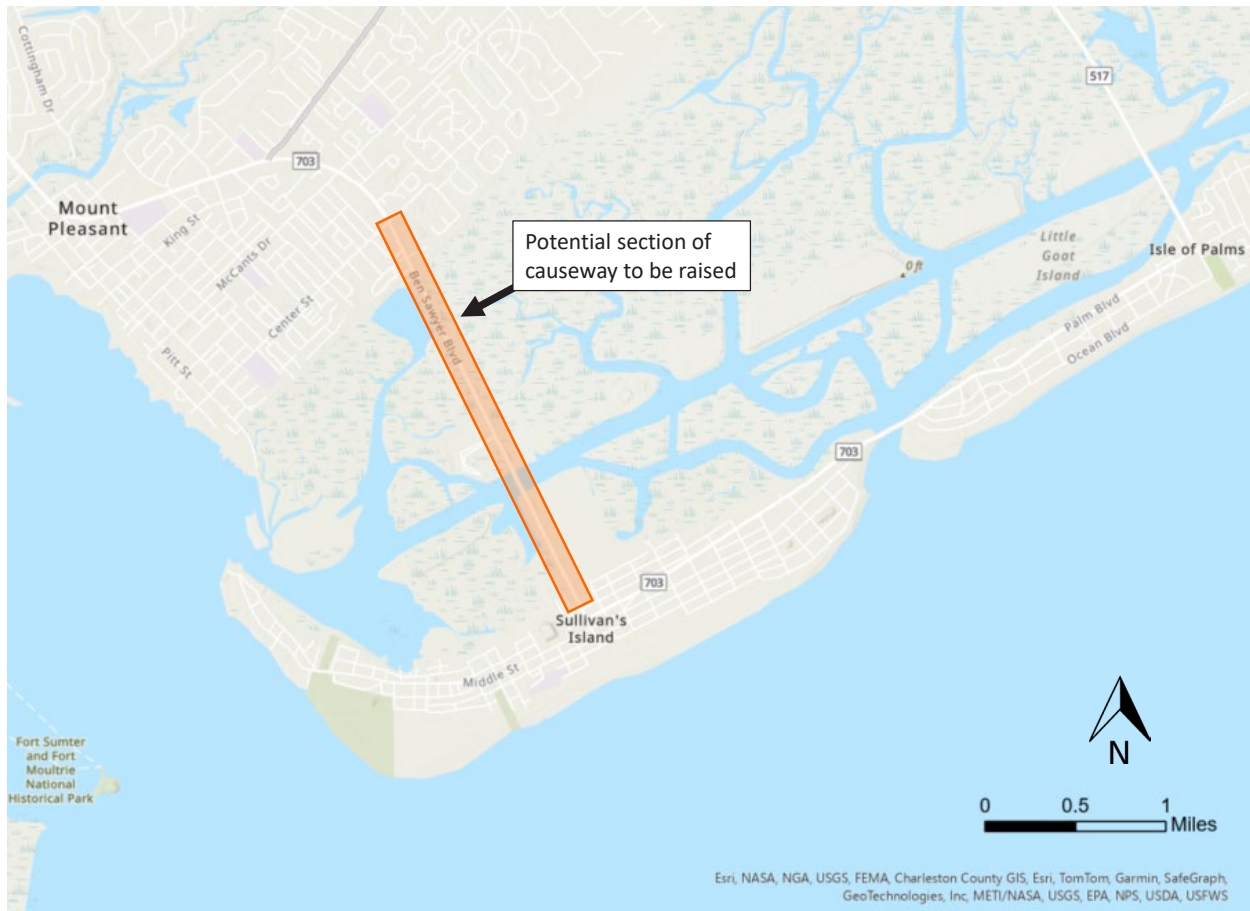 Cottingham Dr
517
703
Mount
Pleasant
King St
McCants Dr
Center St
Pitt St
Ben Sawyer Blvd
Potential section of
causeway to be raised
0 ft
Little
Goat
Island
Isle of Palms
Palm Blvd
Ocean Blvd
703
703
Sullivan's
Island
Middle St
Fort Sumter
and Fort
Moultrie
National
Historical Park
N
0 0.5 1
Miles
Esri, NASA, NGA, USGS, FEMA, Charleston County GIS, Esri, TomTom, Garmin, SafeGraph,
GeoTechnologies, Inc, METI/NASA, USGS, EPA, NPS, USDA, USFWS